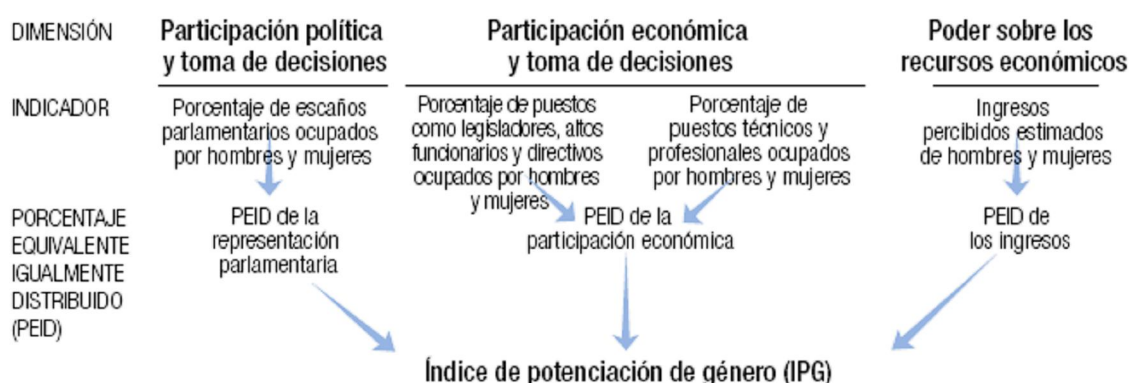 DIMENSIÓN
Participación política
y toma de decisiones
Participación económica
y toma de decisiones
Poder sobre los
recursos económicos
INDICADOR
Porcentaje de escaños
parlamentarios ocupados
por hombres y mujeres
Porcentaje de puestos
como legisladores, altos
funcionarios y directivos
ocupados por hombres
y mujeres
Porcentaje de
puestos técnicos y
profesionales ocupados
por hombres y mujeres
Ingresos
percibidos estimados
de hombres y mujeres
PORCENTAJE
EQUIVALENTE
IGUALMENTE
DISTRIBUIDO
(PEID)
PEID de la
representación
parlamentaria
PEID de la
participación económica
PEID de
los ingresos
Índice de potenciación de género (IPG)